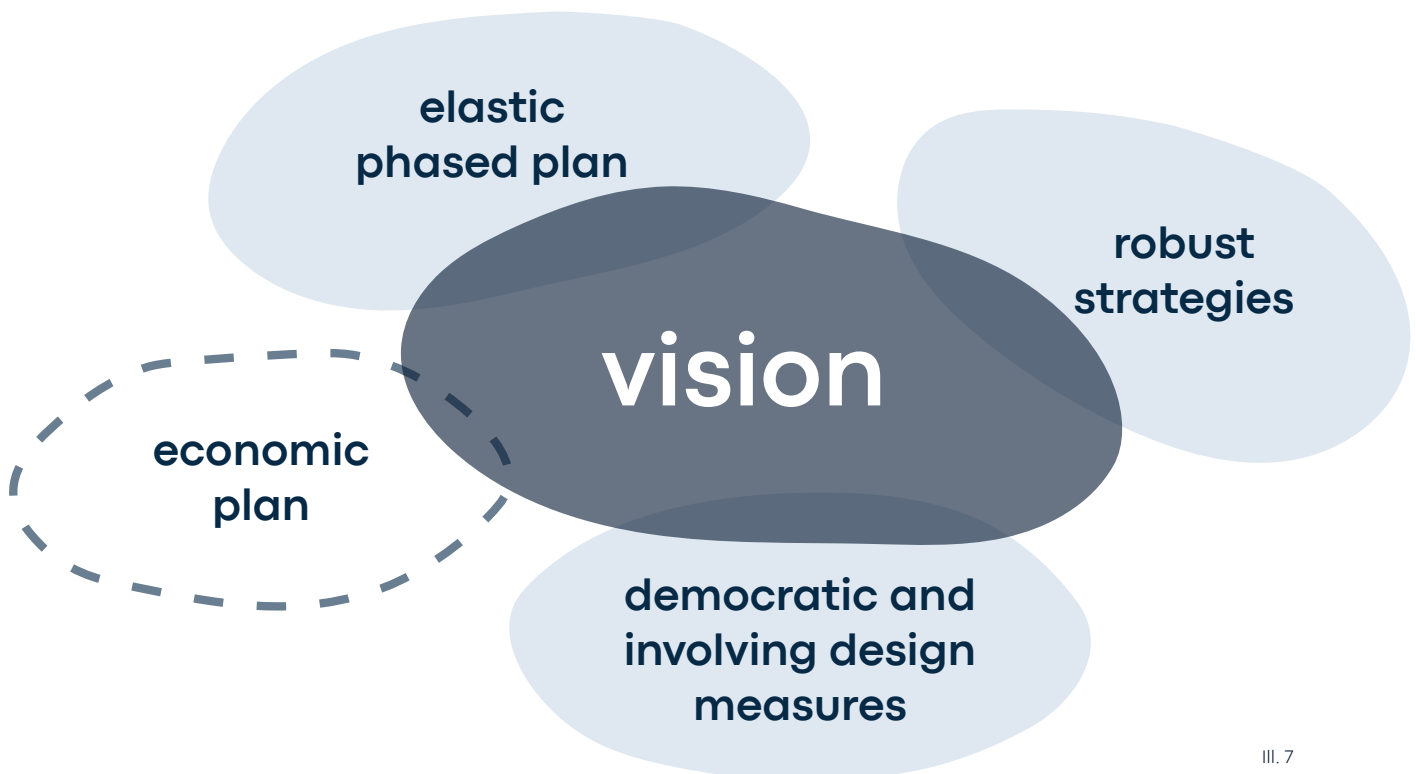 elastic
phased plan
robust
strategies
vision
economic
plan
democratic and
involving design
measures
Ill. 7